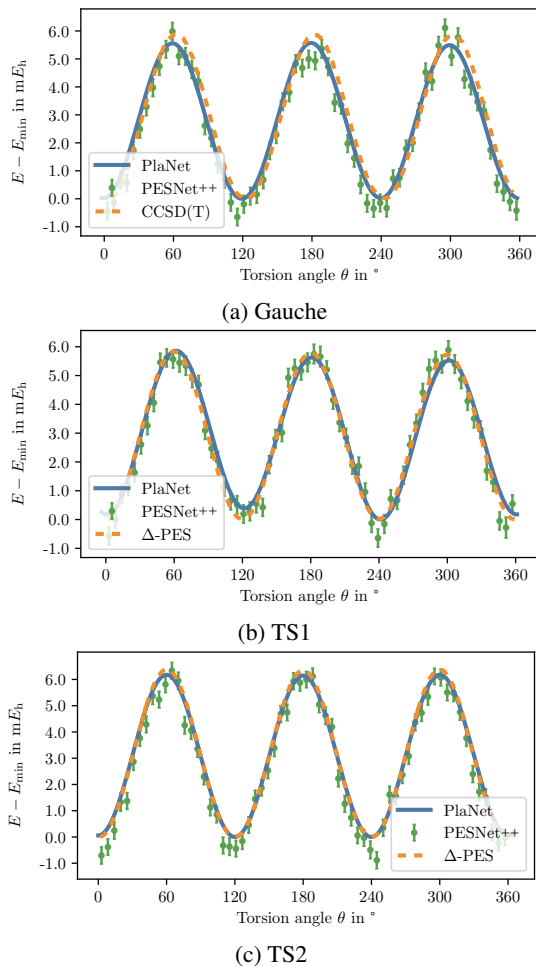 6.0
5.0
4.0
3.0
2.0
1.0
0.0
-1.0
E − E_min in mE_h
PlaNet
PESNet++
CCSD(T)
0 60 120 180 240 300 360
Torsion angle θ in °
(a) Gauche
6.0
5.0
4.0
3.0
2.0
1.0
0.0
-1.0
E − E_min in mE_h
PlaNet
PESNet++
Δ-PES
0 60 120 180 240 300 360
Torsion angle θ in °
(b) TS1
6.0
5.0
4.0
3.0
2.0
1.0
0.0
-1.0
E − E_min in mE_h
PlaNet
PESNet++
Δ-PES
0 60 120 180 240 300 360
Torsion angle θ in °
(c) TS2